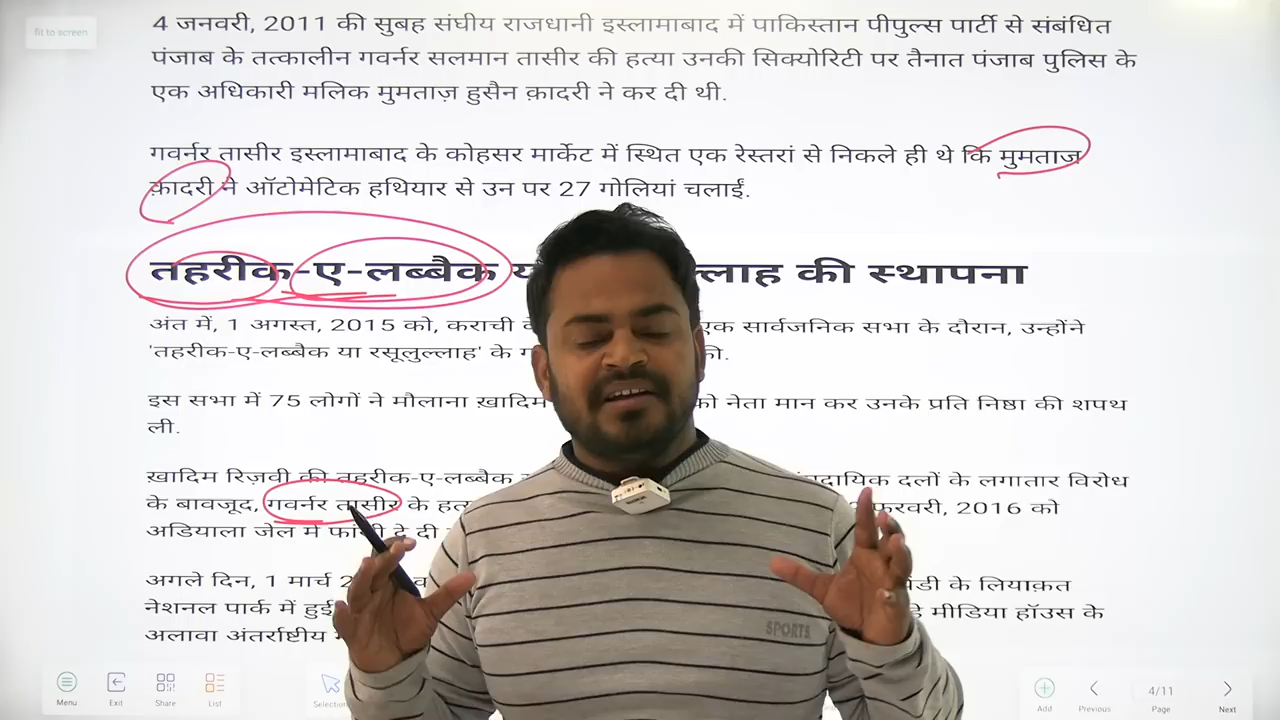 fit to screen
4 जनवरी, 2011 की सुबह संघीय राजधानी इस्लामाबाद में पाकिस्तान पीपुल्स पार्टी से संबंधित
पंजाब के तत्कालीन गवर्नर सलमान तासीर की हत्या उनकी सिक्योरिटी पर तैनात पंजाब पुलिस के
एक अधिकारी मलिक मुमताज़ हुसैन क़ादरी ने कर दी थी.
गवर्नर तासीर इस्लामाबाद के कोहसर मार्केट में स्थित एक रेस्तरां से निकले ही थे कि मुमताज
क़ादरी ने ऑटोमेटिक हथियार से उन पर 27 गोलियां चलाईं.
तहरीक-ए-लब्बैक की स्थापना
अंत में, 1 अगस्त, 2015 को, कराची एक सार्वजनिक सभा के दौरान, उन्होंने
'तहरीक-ए-लब्बैक या रसूलुल्लाह' के
इस सभा में 75 लोगों ने मौलाना ख़ादिम को नेता मान कर उनके प्रति निष्ठा की शपथ
ली.
ख़ादिम रिज़वी की तहरीक-ए-लब्बैक दलों के लगातार विरोध
के बावजूद, गवर्नर तासीर के फ़रवरी, 2016 को
अडियाला जेल में फांसी दे दी
अगले दिन, 1 मार्च के लियाक़त
नेशनल पार्क में हुई मीडिया हॉउस के
अलावा अंतर्राष्टीय
SPORTS
Menu
Exit
Share
List
Selection
Add
Previous
4/11
Page
Next